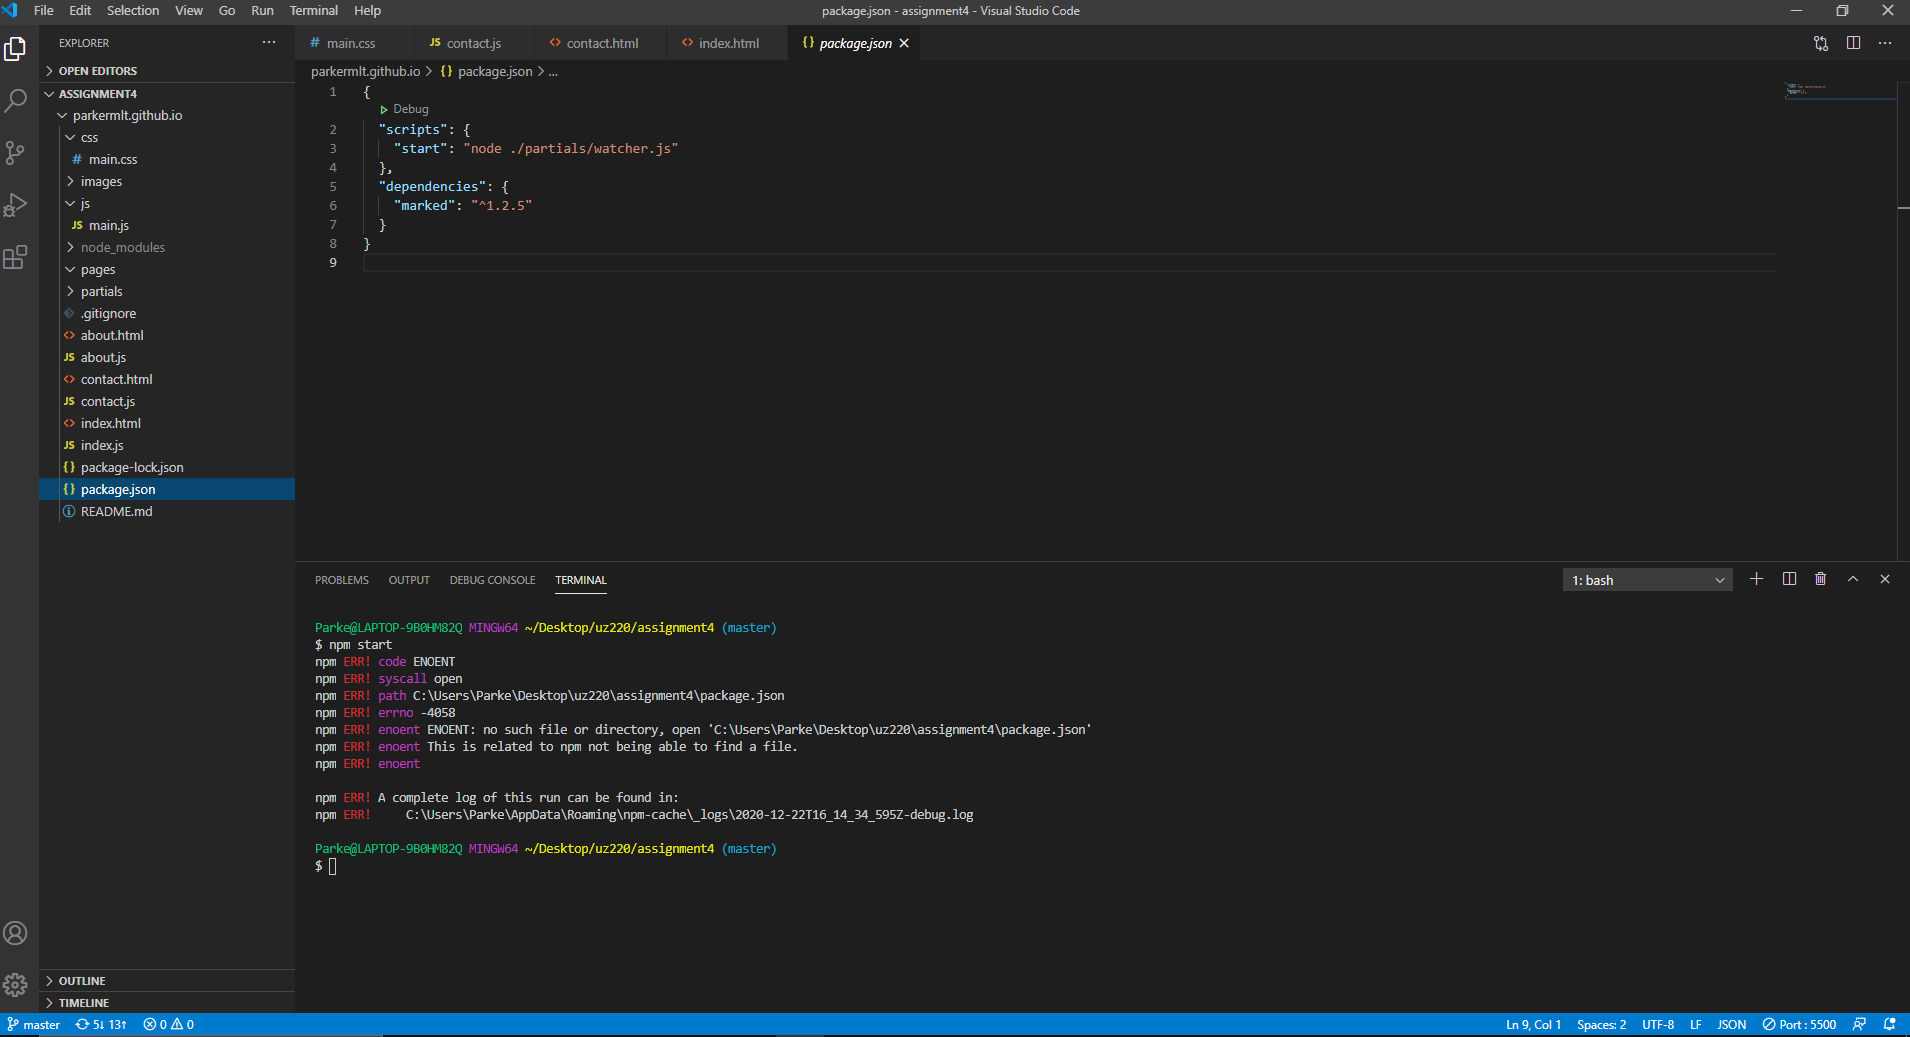 File Edit Selection View Go Run Terminal Help
package.json - assignment4 - Visual Studio Code
EXPLORER
OPEN EDITORS
ASSIGNMENT4
parkermlt.github.io
css
# main.css
images
js
JS main.js
node_modules
pages
partials
.gitignore
<> about.html
JS about.js
<> contact.html
JS contact.js
<> index.html
JS index.js
{} package-lock.json
{} package.json
README.md
OUTLINE
TIMELINE
# main.css JS contact.js <> contact.html <> index.html {} package.json
parkermlt.github.io > {} package.json > ...
1 {
Debug
2 "scripts": {
3 "start": "node ./partials/watcher.js"
4 },
5 "dependencies": {
6 "marked": "^1.2.5"
7 }
8 }
9
PROBLEMS OUTPUT DEBUG CONSOLE TERMINAL
1: bash
Parke@LAPTOP-9B0HM82Q MINGW64 ~/Desktop/uz220/assignment4 (master)
$ npm start
npm ERR! code ENOENT
npm ERR! syscall open
npm ERR! path C:\Users\Parke\Desktop\uz220\assignment4\package.json
npm ERR! errno -4058
npm ERR! enoent ENOENT: no such file or directory, open 'C:\Users\Parke\Desktop\uz220\assignment4\package.json'
npm ERR! enoent This is related to npm not being able to find a file.
npm ERR! enoent
npm ERR! A complete log of this run can be found in:
npm ERR!     C:\Users\Parke\AppData\Roaming\npm-cache\_logs\2020-12-22T16_14_34_595Z-debug.log
Parke@LAPTOP-9B0HM82Q MINGW64 ~/Desktop/uz220/assignment4 (master)
$
master 5↓ 13↑ 0 0
Ln 9, Col 1 Spaces: 2 UTF-8 LF JSON Port : 5500